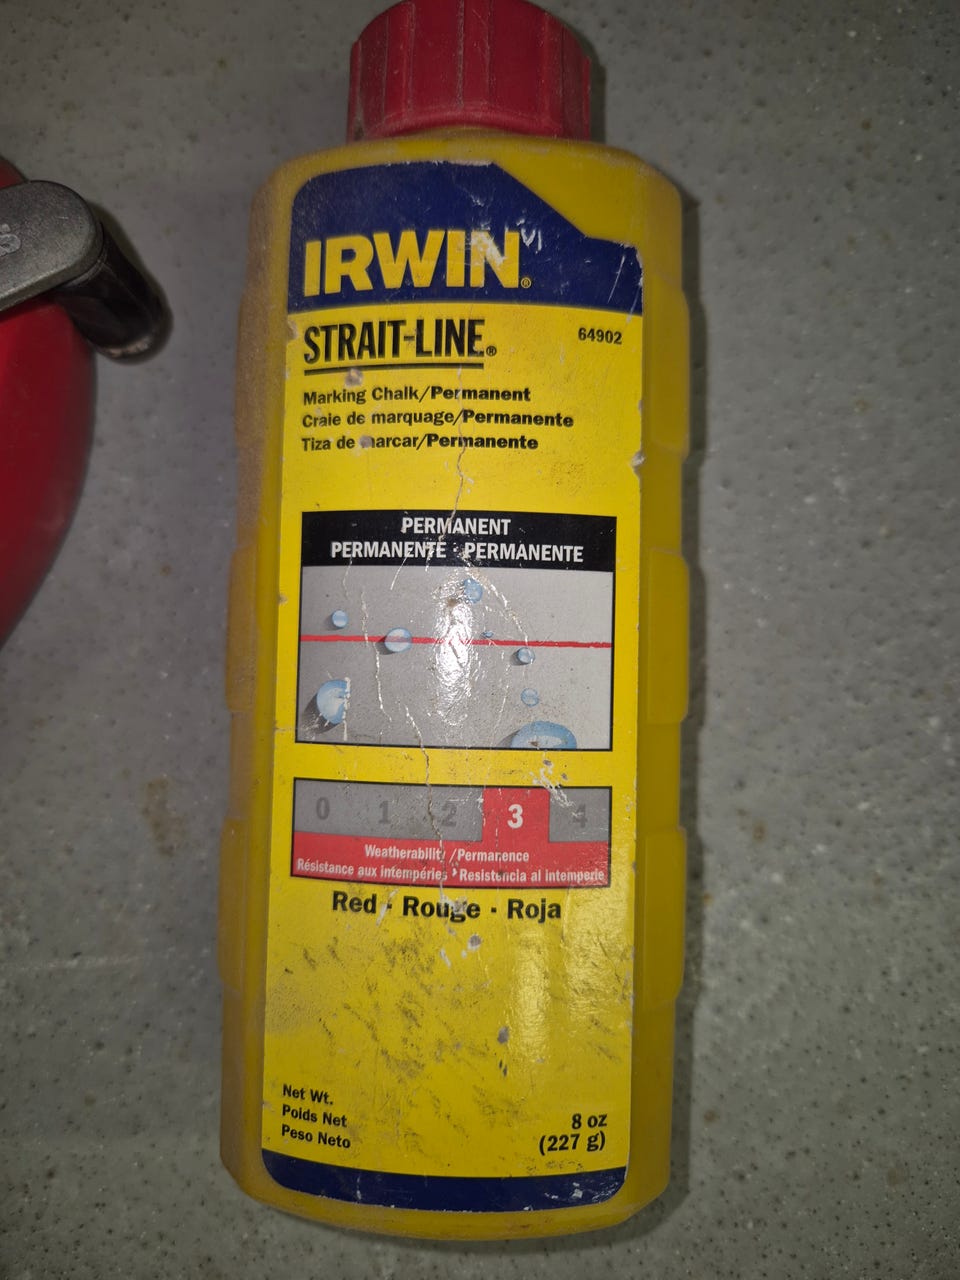 IRWIN®
STRAIT-LINE®
64902
Marking Chalk/Permanent
Craie de marquage/Permanente
Tiza de marcar/Permanente
PERMANENT
PERMANENTE · PERMANENTE
0 1 2 3 4
Weatherability/Permanence
Résistance aux intempéries · Resistencia al intemperie
Red · Rouge · Roja
Net Wt.
Poids Net
Peso Neto
8 oz
(227 g)